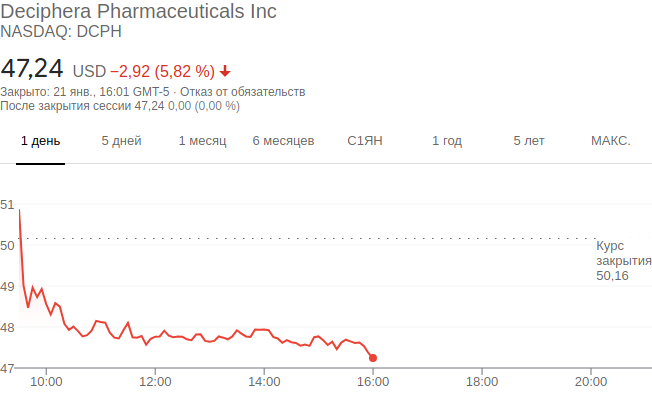 Deciphera Pharmaceuticals Inc
NASDAQ: DCPH
47,24 USD −2,92 (5,82 %)
Закрыто: 21 янв., 16:01 GMT-5 · Отказ от обязательств
После закрытия сессии 47,24 0,00 (0,00 %)
1 день 5 дней 1 месяц 6 месяцев С1ЯН 1 год 5 лет МАКС.
51
50
49
48
47
Курс
закрытия
50,16
10:00 12:00 14:00 16:00 18:00 20:00